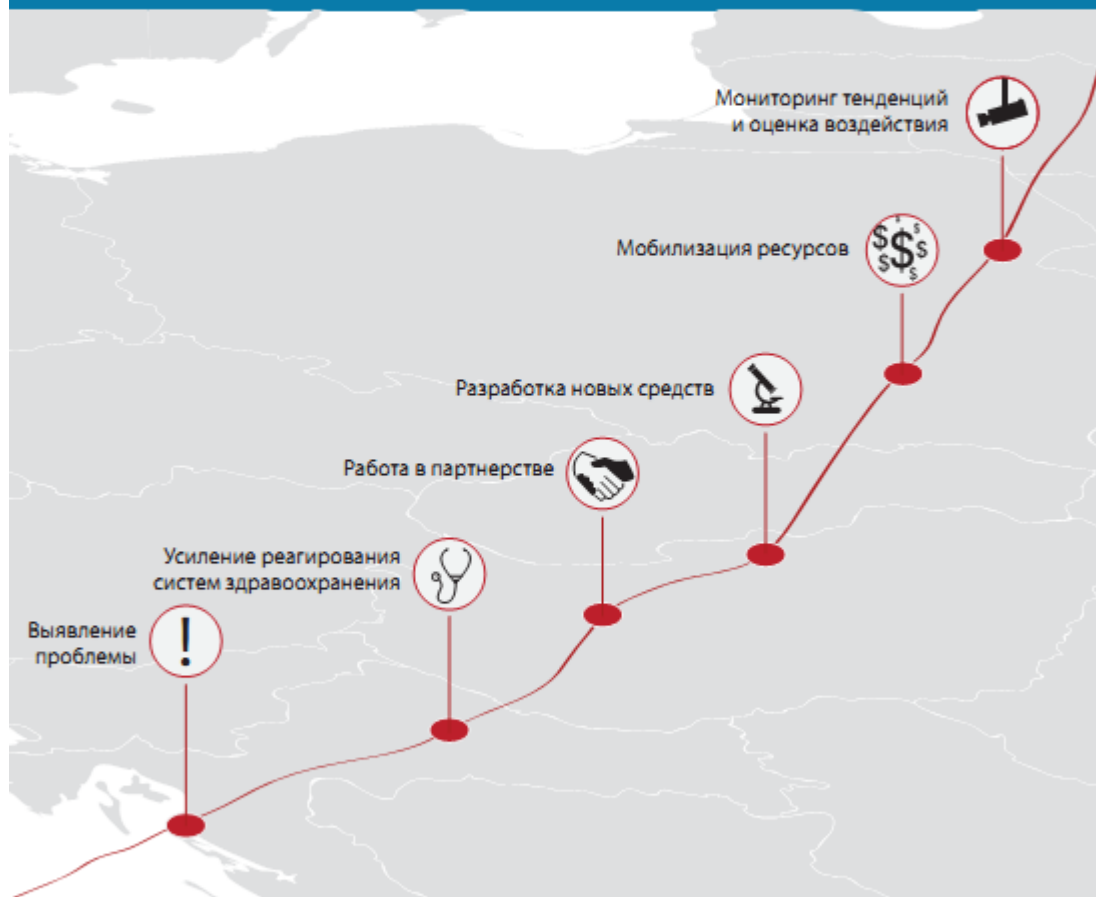 Мониторинг тенденций
и оценка воздействия
Мобилизация ресурсов
$$$$$$$
Разработка новых средств
Работа в партнерстве
Усиление реагирования
систем здравоохранения
Выявление
проблемы
!